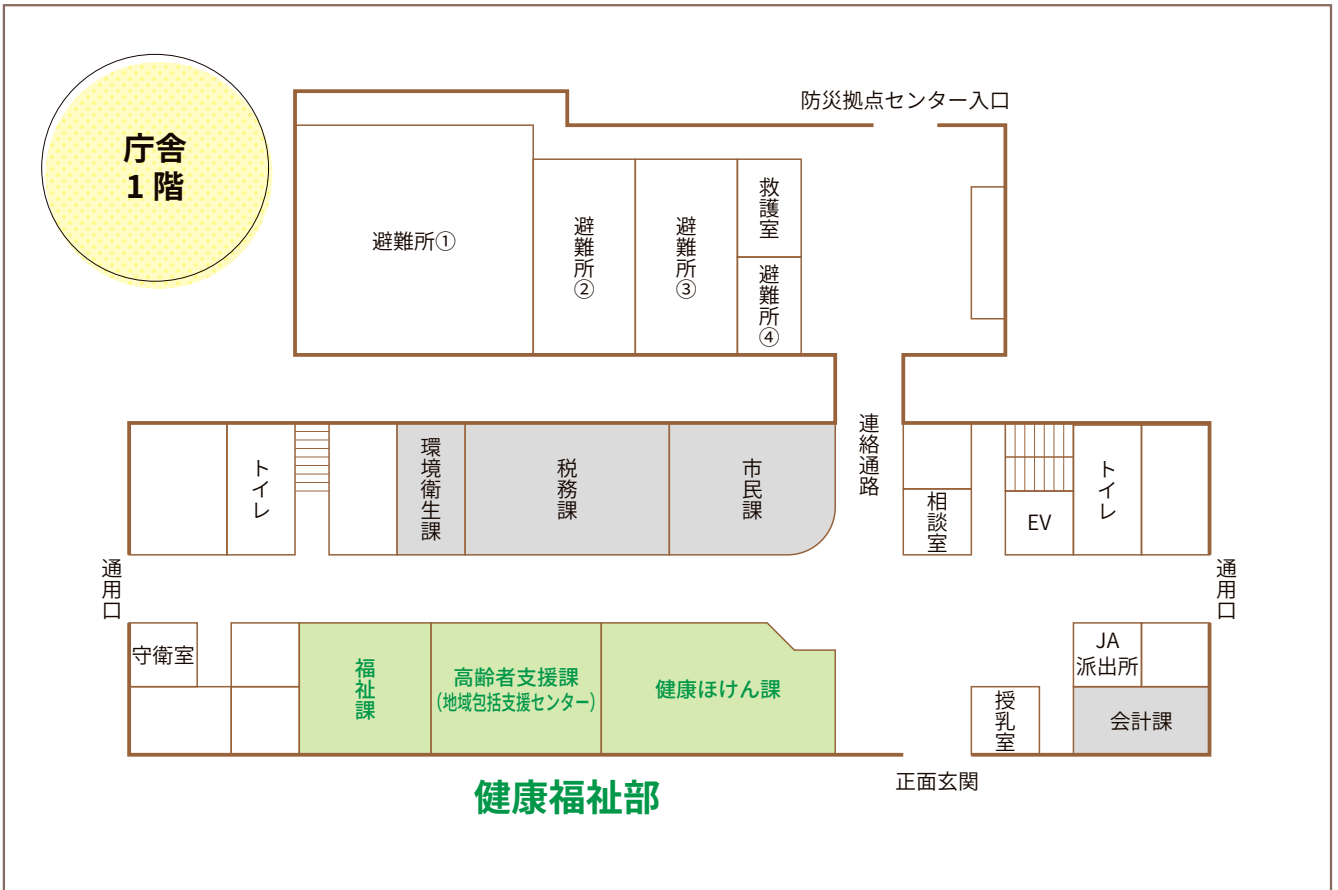 庁舎
1 階
防災拠点センター入口
避難所①
避難所②
避難所③
救護室
避難所④
連絡通路
トイレ
環境衛生課
税務課
市民課
相談室
EV
トイレ
通用口
通用口
守衛室
福祉課
高齢者支援課
(地域包括支援センター)
健康ほけん課
JA
派出所
授乳室
会計課
正面玄関
健康福祉部